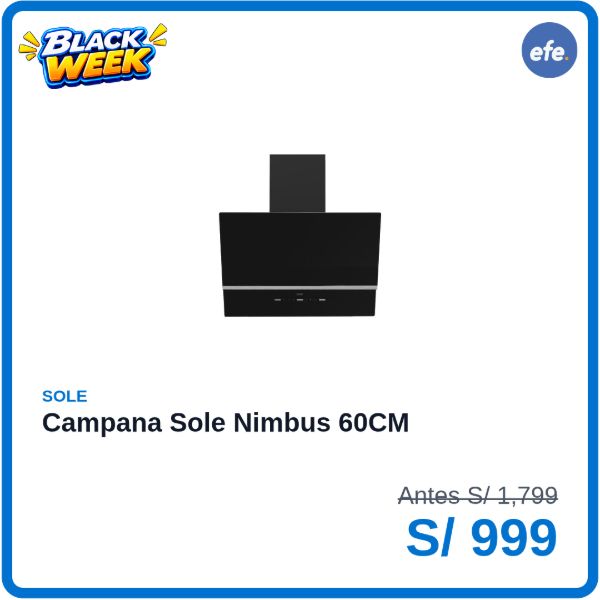 BLACK
WEEK
efe.
SOLE
Campana Sole Nimbus 60CM
Antes S/ 1,799
S/ 999